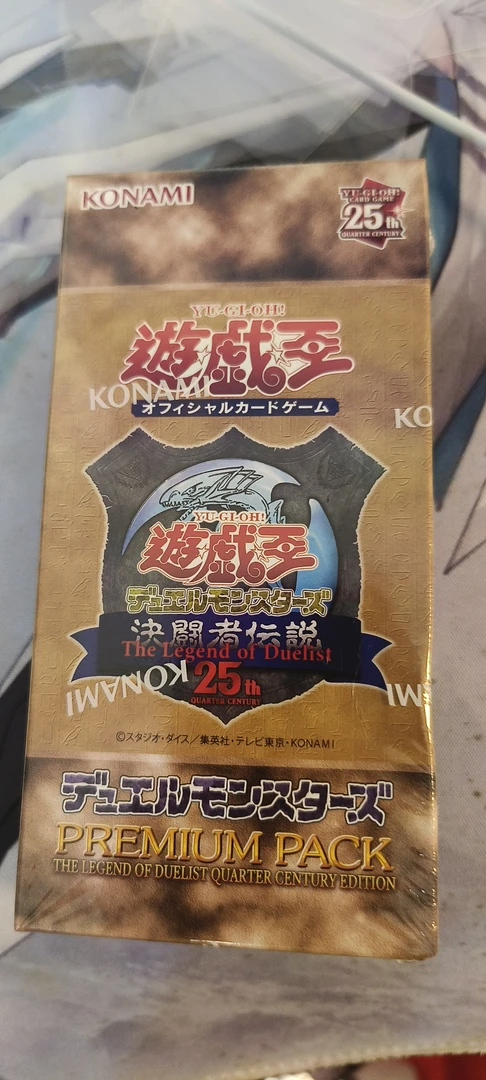 KONAMI
YU-GI-OH!
CARD GAME
25th
QUARTER CENTURY
YU-GI-OH!
遊戯王
KONAMI
オフィシャルカードゲーム
KO
YU-GI-OH!
遊戯王
デュエルモンスターズ
決闘者伝説
The Legend of Duelist
KONAMI
25th
QUARTER CENTURY
MI
©スタジオ・ダイス/集英社・テレビ東京・KONAMI
デュエルモンスターズ
PREMIUM PACK
THE LEGEND OF DUELIST QUARTER CENTURY EDITION